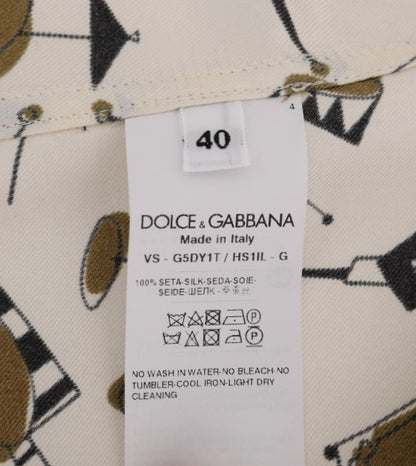 40
4
DOLCE & GABBANA
Made in Italy
VS - G5DY1T / HS1IL - G
100% SETA-SILK-SEDA-SOIE-
SEIDE-ШЕЛК-
NO WASH IN WATER-NO BLEACH-NO
TUMBLER-COOL IRON-LIGHT DRY
CLEANING